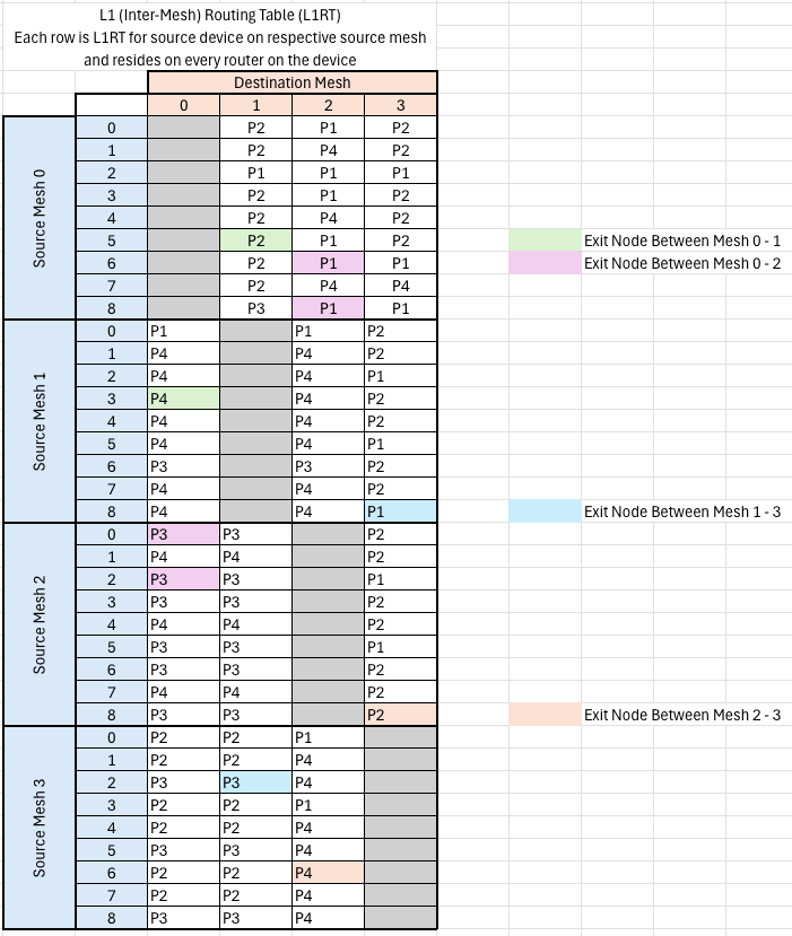 L1 (Inter-Mesh) Routing Table (L1RT)
Each row is L1RT for source device on respective source mesh
and resides on every router on the device
Destination Mesh
0 1 2 3
Source Mesh 0
0 P2 P1 P2
1 P2 P4 P2
2 P1 P1 P1
3 P2 P1 P2
4 P2 P4 P2
5 P2 P1 P2 Exit Node Between Mesh 0 - 1
6 P2 P1 P1 Exit Node Between Mesh 0 - 2
7 P2 P4 P4
8 P3 P1 P1
Source Mesh 1
0 P1 P1 P2
1 P4 P4 P2
2 P4 P4 P1
3 P4 P4 P2
4 P4 P4 P2
5 P4 P4 P1
6 P3 P3 P2
7 P4 P4 P2
8 P4 P4 P1 Exit Node Between Mesh 1 - 3
Source Mesh 2
0 P3 P3 P2
1 P4 P4 P2
2 P3 P3 P1
3 P3 P3 P2
4 P4 P4 P2
5 P3 P3 P1
6 P3 P3 P2
7 P4 P4 P2
8 P3 P3 P2 Exit Node Between Mesh 2 - 3
Source Mesh 3
0 P2 P2 P1
1 P2 P2 P4
2 P3 P3 P4
3 P2 P2 P1
4 P2 P2 P4
5 P3 P3 P4
6 P2 P2 P4
7 P2 P2 P4
8 P3 P3 P4